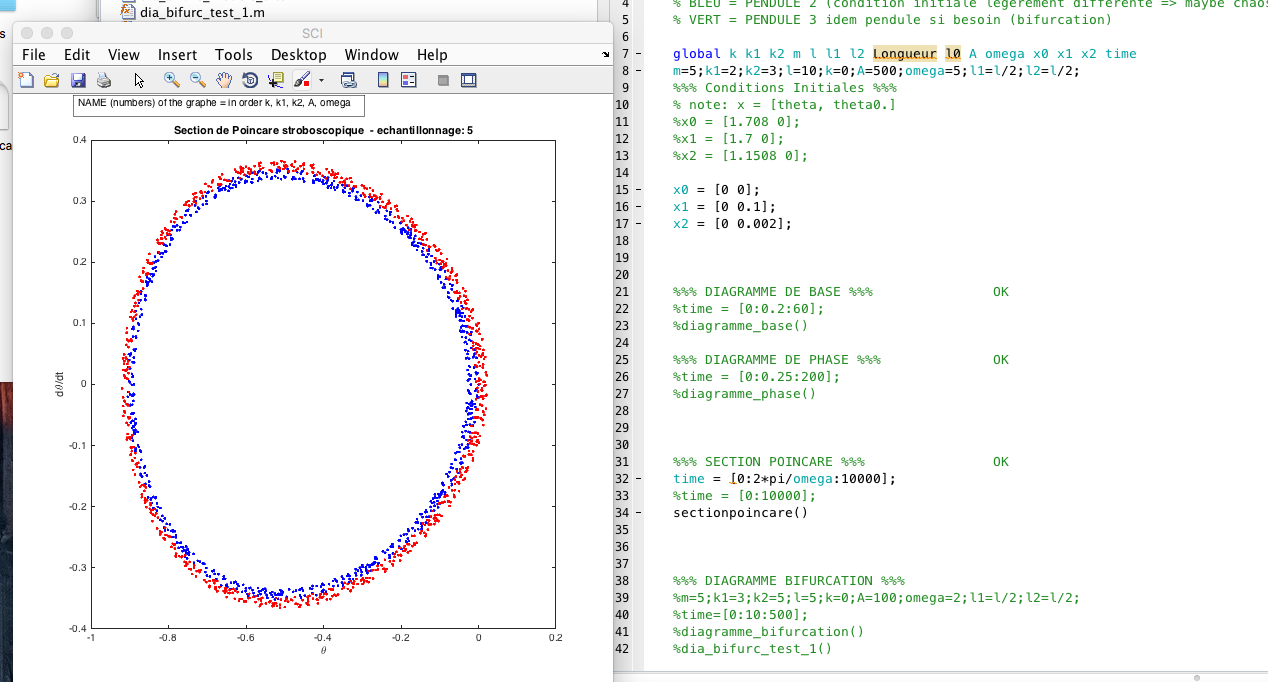 dia_bifurc_test_1.m
SCI
File Edit View Insert Tools Desktop Window Help
NAME (numbers) of the graphe = in order k, k1, k2, A, omega
Section de Poincare stroboscopique - echantillonnage: 5
0.4
0.3
0.2
0.1
0
-0.1
-0.2
-0.3
-0.4
dθ/dt
-1 -0.8 -0.6 -0.4 -0.2 0 0.2
θ
4 % BLEU = PENDULE 2 (condition initiale legerement differente => maybe chaos
5 % VERT = PENDULE 3 idem pendule si besoin (bifurcation)
6
7 - global k k1 k2 m l l1 l2 Longueur l0 A omega x0 x1 x2 time
8 - m=5;k1=2;k2=3;l=10;k=0;A=500;omega=5;l1=l/2;l2=l/2;
9 %%% Conditions Initiales %%%
10 % note: x = [theta, theta0.]
11 %x0 = [1.708 0];
12 %x1 = [1.7 0];
13 %x2 = [1.1508 0];
14
15 - x0 = [0 0];
16 - x1 = [0 0.1];
17 - x2 = [0 0.002];
18
19
20
21 %%% DIAGRAMME DE BASE %%% OK
22 %time = [0:0.2:60];
23 %diagramme_base()
24
25 %%% DIAGRAMME DE PHASE %%% OK
26 %time = [0:0.25:200];
27 %diagramme_phase()
28
29
30
31 %%% SECTION POINCARE %%% OK
32 - time = [0:2*pi/omega:10000];
33 %time = [0:10000];
34 - sectionpoincare()
35
36
37
38 %%% DIAGRAMME BIFURCATION %%%
39 %m=5;k1=3;k2=5;l=5;k=0;A=100;omega=2;l1=l/2;l2=l/2;
40 %time=[0:10:500];
41 %diagramme_bifurcation()
42 %dia_bifurc_test_1()